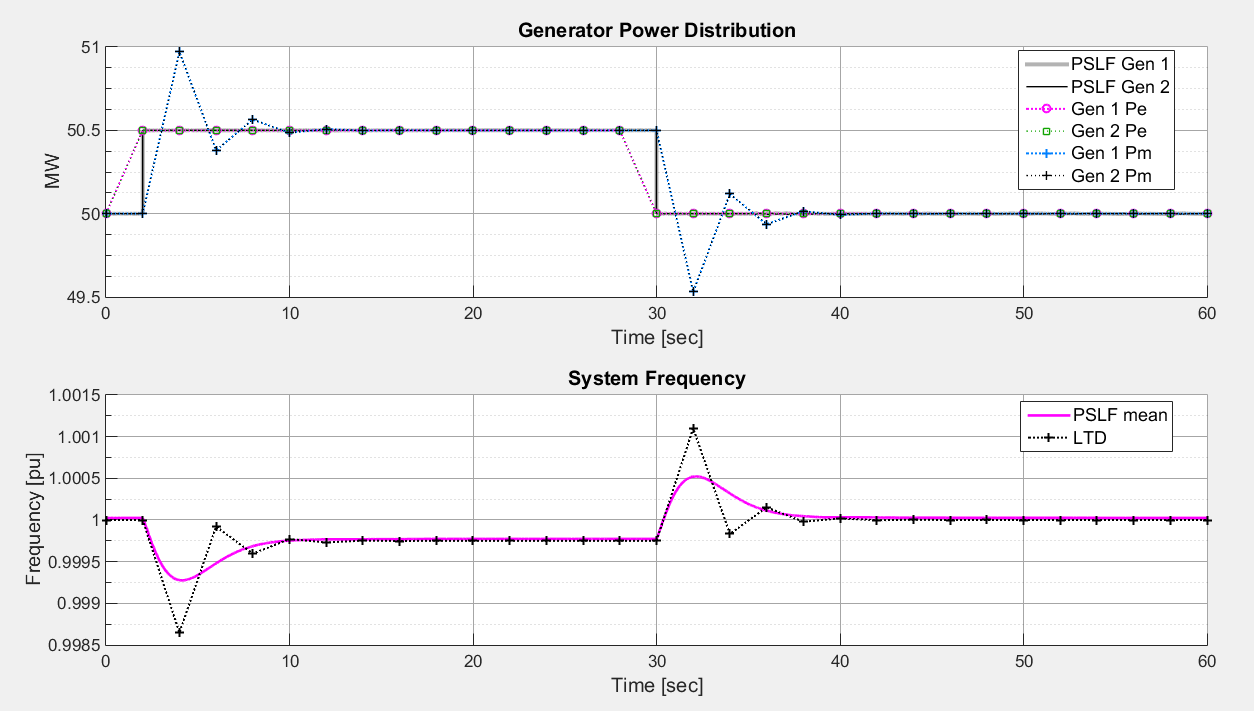 Generator Power Distribution
51
50.5
50
49.5
MW
0 10 20 30 40 50 60
Time [sec]
PSLF Gen 1
PSLF Gen 2
Gen 1 Pe
Gen 2 Pe
Gen 1 Pm
Gen 2 Pm
System Frequency
1.0015
1.001
1.0005
1
0.9995
0.999
0.9985
Frequency [pu]
0 10 20 30 40 50 60
Time [sec]
PSLF mean
LTD